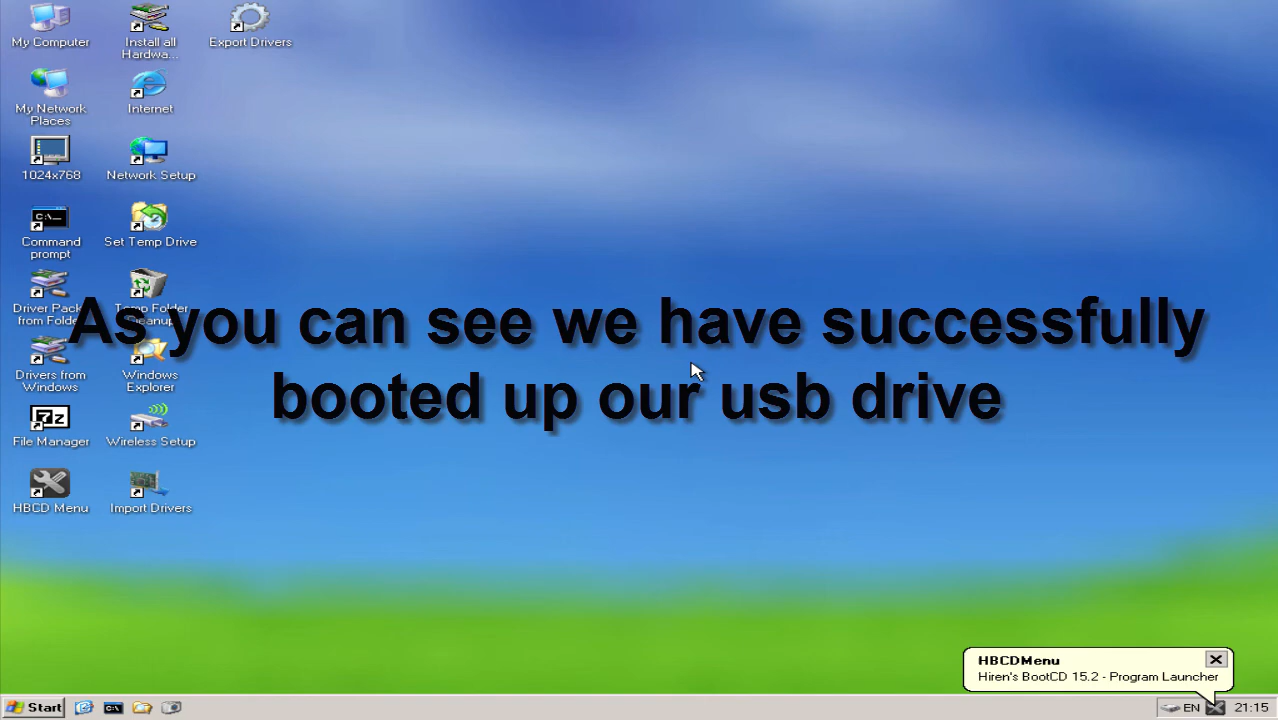 My Computer
Install all
Hardwa...
Export Drivers
My Network
Places
Internet
1024x768
Network Setup
C:\_
Command
prompt
Set Temp Drive
Driver Pack
from Folder
Temp Folder
Cleanup
As you can see we have successfully
booted up our usb drive
Drivers from
Windows
Windows
Explorer
7z
File Manager
Wireless Setup
HBCD Menu
Import Drivers
HBCDMenu
Hiren's BootCD 15.2 - Program Launcher
Start
C:\
EN
21:15